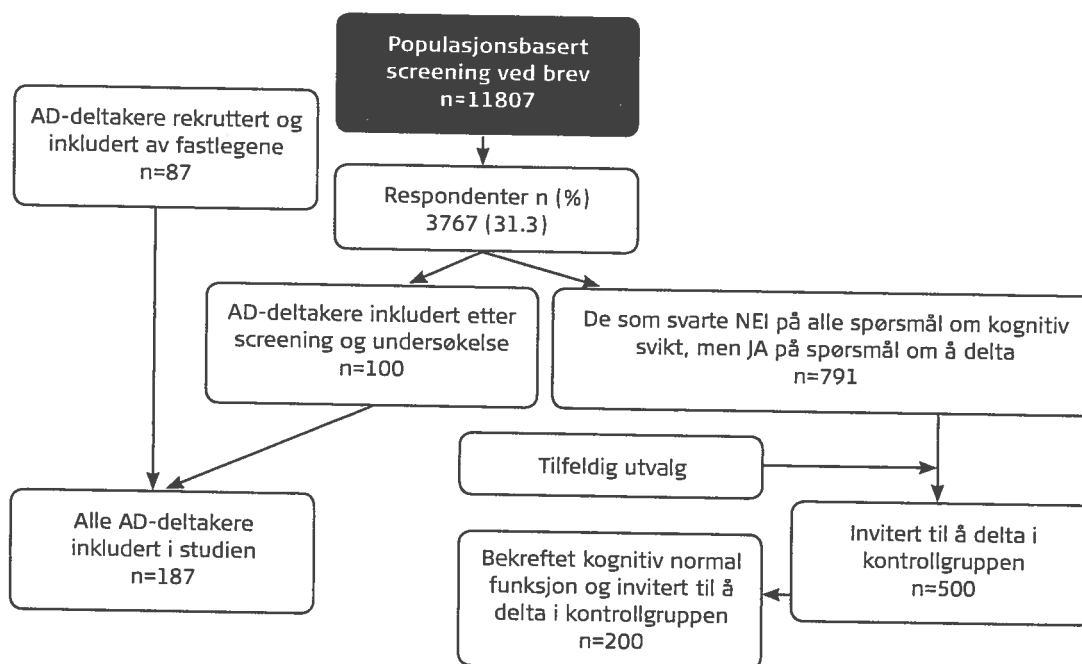 Populasjonsbasert
screening ved brev
n=11807
AD-deltakere rekruttert og
inkludert av fastlegene
n=87
Respondenter n (%)
3767 (31.3)
AD-deltakere inkludert etter
screening og undersøkelse
n=100
De som svarte NEI på alle spørsmål om kognitiv
svikt, men JA på spørsmål om å delta
n=791
Tilfeldig utvalg
Alle AD-deltakere
inkludert i studien
n=187
Invitert til å delta i
kontrollgruppen
n=500
Bekreftet kognitiv normal
funksjon og invitert til å
delta i kontrollgruppen
n=200